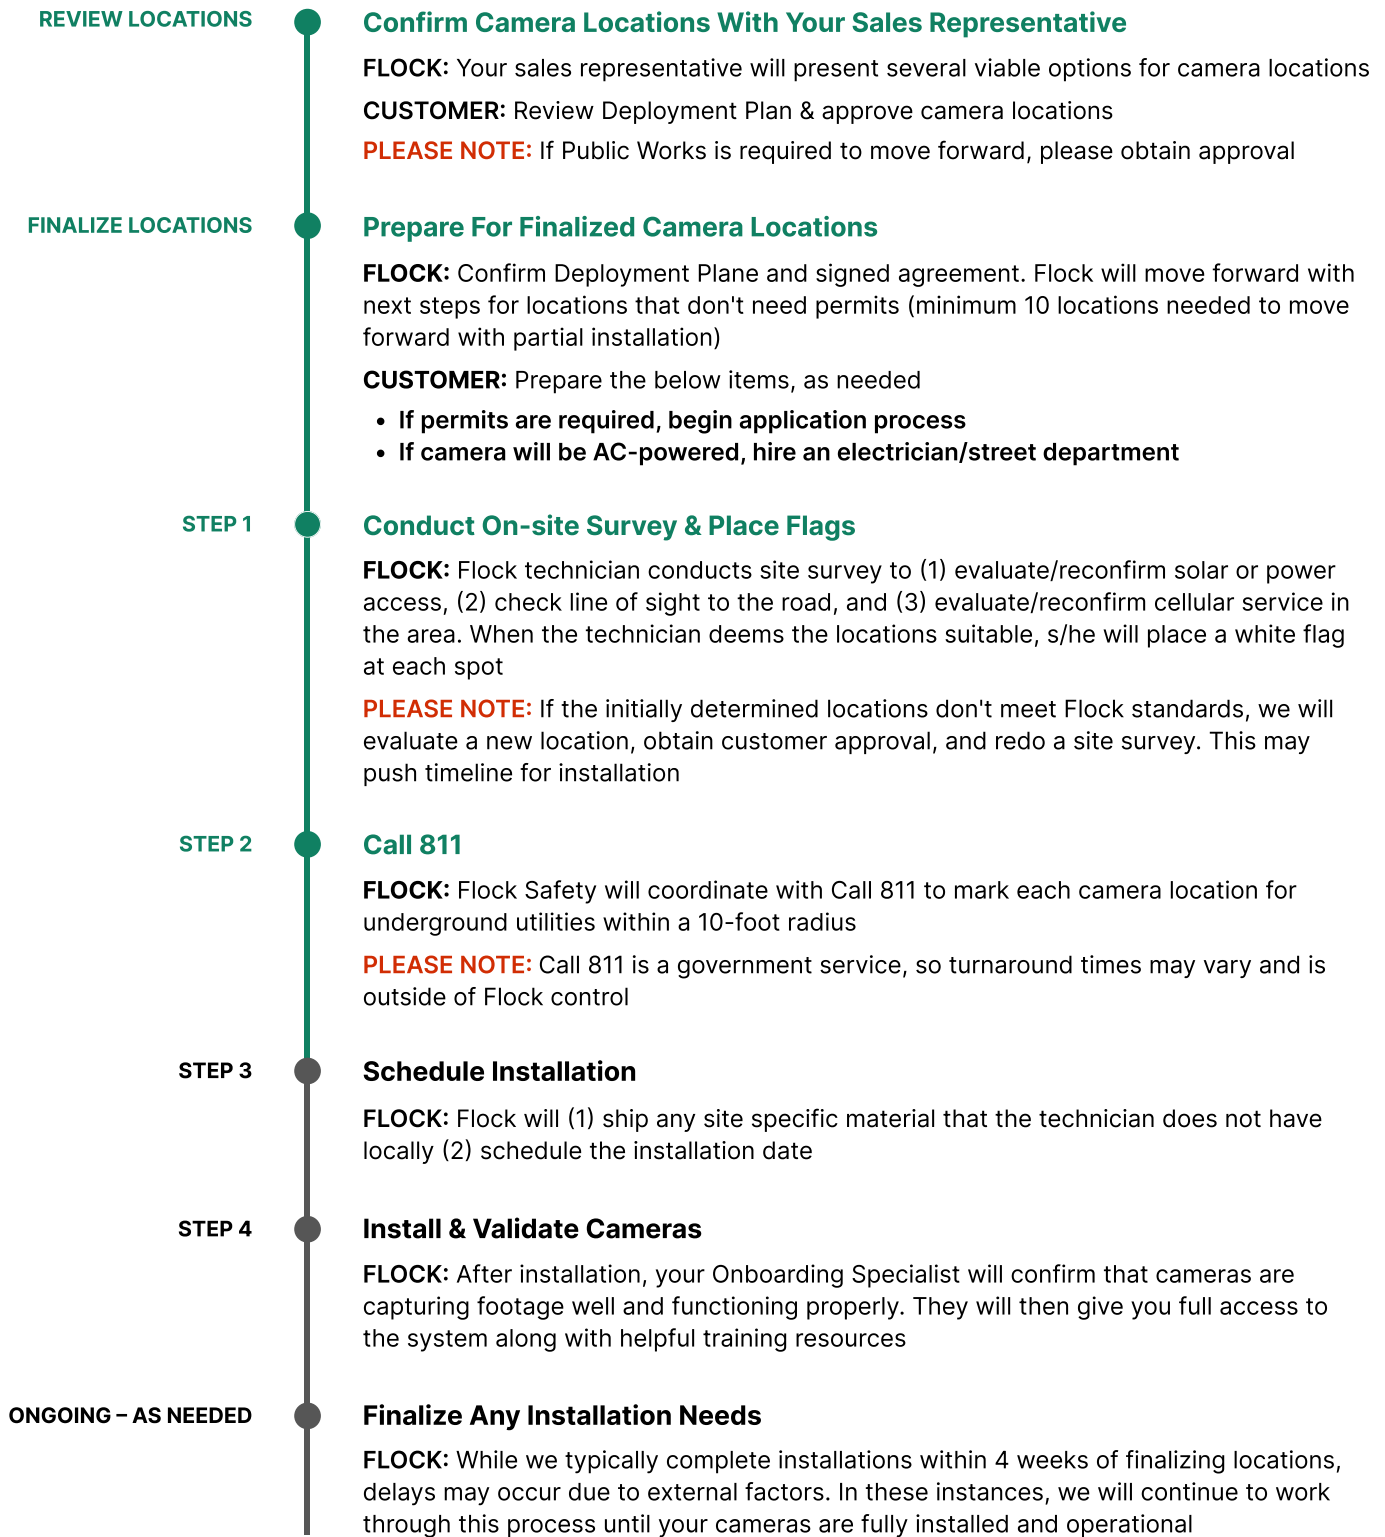 REVIEW LOCATIONS
Confirm Camera Locations With Your Sales Representative
FLOCK: Your sales representative will present several viable options for camera locations
CUSTOMER: Review Deployment Plan & approve camera locations
PLEASE NOTE: If Public Works is required to move forward, please obtain approval
FINALIZE LOCATIONS
Prepare For Finalized Camera Locations
FLOCK: Confirm Deployment Plane and signed agreement. Flock will move forward with
next steps for locations that don't need permits (minimum 10 locations needed to move
forward with partial installation)
CUSTOMER: Prepare the below items, as needed
• If permits are required, begin application process
• If camera will be AC-powered, hire an electrician/street department
STEP 1
Conduct On-site Survey & Place Flags
FLOCK: Flock technician conducts site survey to (1) evaluate/reconfirm solar or power
access, (2) check line of sight to the road, and (3) evaluate/reconfirm cellular service in
the area. When the technician deems the locations suitable, s/he will place a white flag
at each spot
PLEASE NOTE: If the initially determined locations don't meet Flock standards, we will
evaluate a new location, obtain customer approval, and redo a site survey. This may
push timeline for installation
STEP 2
Call 811
FLOCK: Flock Safety will coordinate with Call 811 to mark each camera location for
underground utilities within a 10-foot radius
PLEASE NOTE: Call 811 is a government service, so turnaround times may vary and is
outside of Flock control
STEP 3
Schedule Installation
FLOCK: Flock will (1) ship any site specific material that the technician does not have
locally (2) schedule the installation date
STEP 4
Install & Validate Cameras
FLOCK: After installation, your Onboarding Specialist will confirm that cameras are
capturing footage well and functioning properly. They will then give you full access to
the system along with helpful training resources
ONGOING – AS NEEDED
Finalize Any Installation Needs
FLOCK: While we typically complete installations within 4 weeks of finalizing locations,
delays may occur due to external factors. In these instances, we will continue to work
through this process until your cameras are fully installed and operational